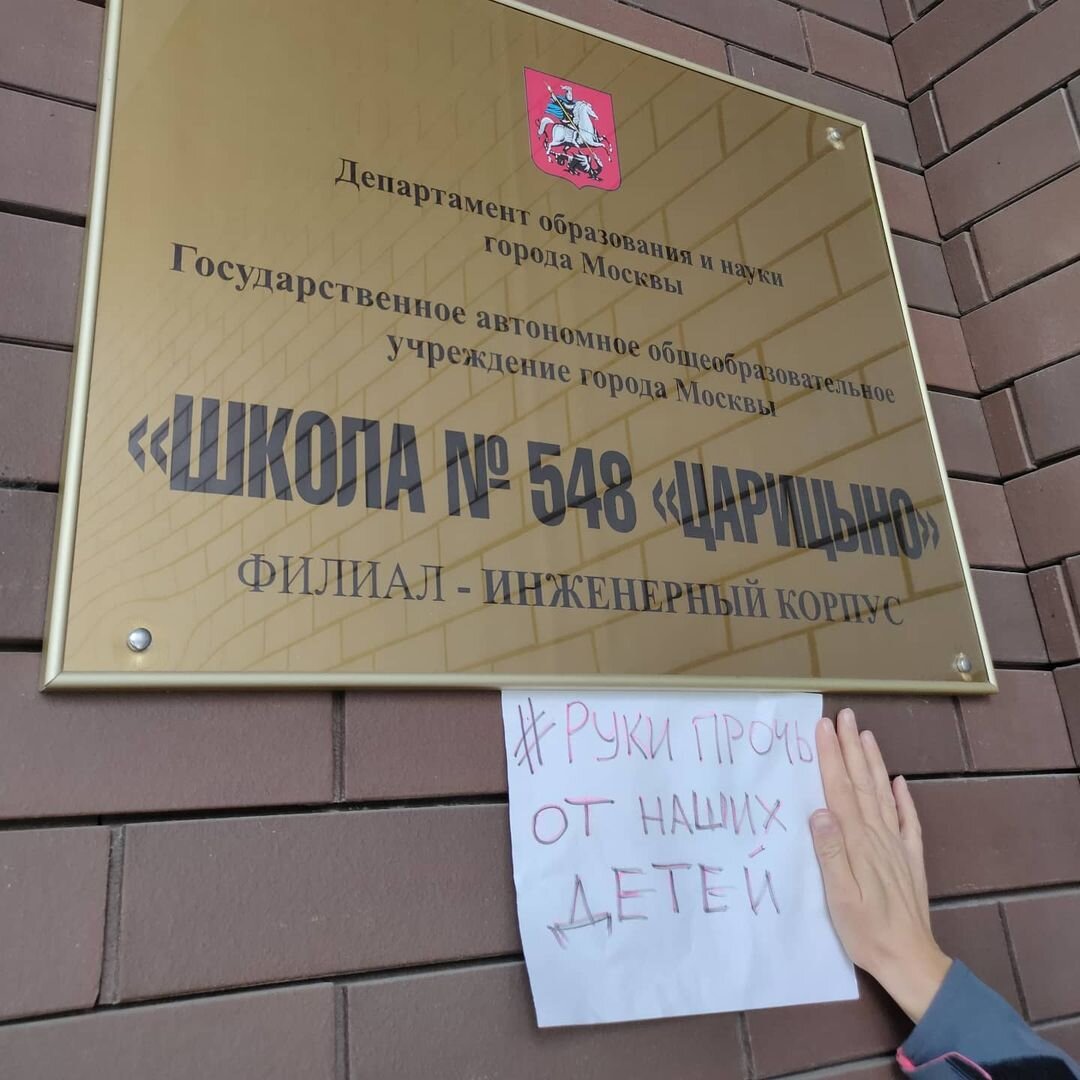 Департамент образования и науки
города Москвы
Государственное автономное общеобразовательное
учреждение города Москвы
«ШКОЛА № 548 «ЦАРИЦЫНО»
ФИЛИАЛ - ИНЖЕНЕРНЫЙ КОРПУС
#РУКИ ПРОЧЬ
ОТ НАШИХ
ДЕТЕЙ